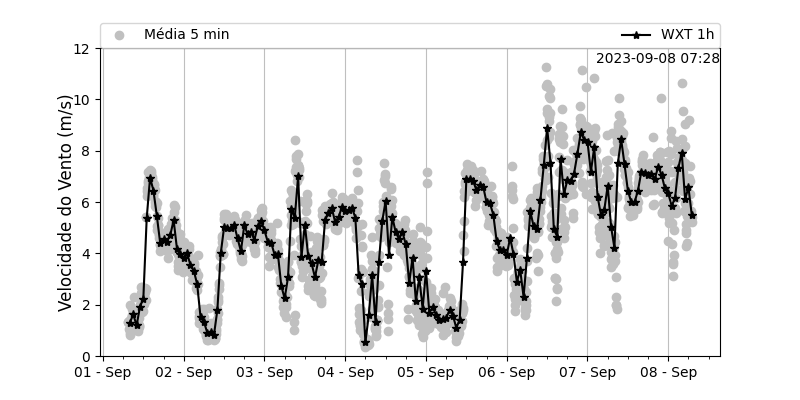 Média 5 min
WXT 1h
2023-09-08 07:28
Velocidade do Vento (m/s)
12
10
8
6
4
2
0
01 - Sep
02 - Sep
03 - Sep
04 - Sep
05 - Sep
06 - Sep
07 - Sep
08 - Sep